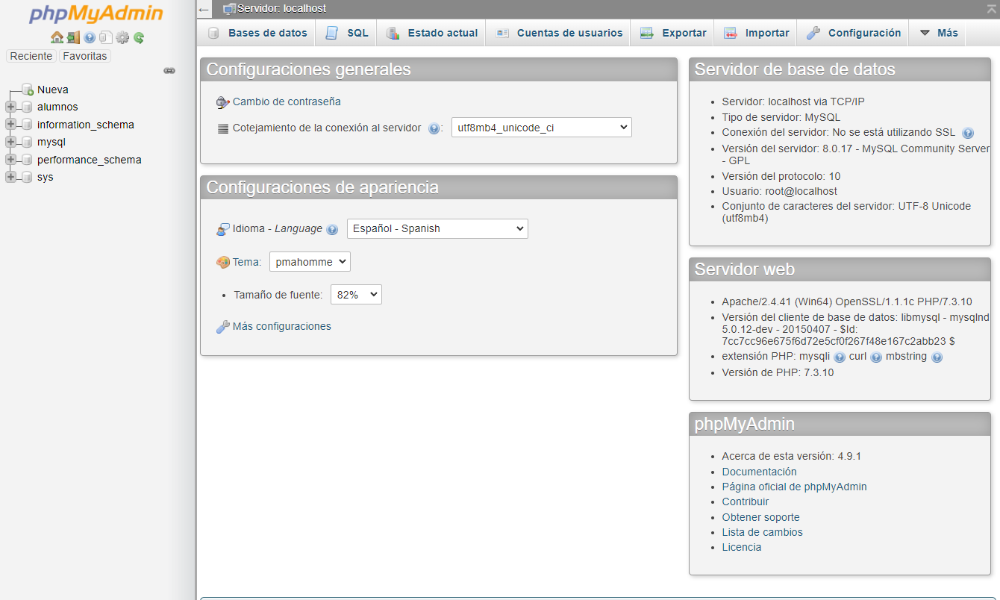 phpMyAdmin
Reciente Favoritas
Nueva
alumnos
information_schema
mysql
performance_schema
sys
Servidor: localhost
Bases de datos SQL Estado actual Cuentas de usuarios Exportar Importar Configuración Más
Configuraciones generales
Cambio de contraseña
Cotejamiento de la conexión al servidor : utf8mb4_unicode_ci
Configuraciones de apariencia
Idioma - Language Español - Spanish
Tema: pmahomme
Tamaño de fuente: 82%
Más configuraciones
Servidor de base de datos
Servidor: localhost via TCP/IP
Tipo de servidor: MySQL
Conexión del servidor: No se está utilizando SSL
Versión del servidor: 8.0.17 - MySQL Community Server
- GPL
Versión del protocolo: 10
Usuario: root@localhost
Conjunto de caracteres del servidor: UTF-8 Unicode
(utf8mb4)
Servidor web
Apache/2.4.41 (Win64) OpenSSL/1.1.1c PHP/7.3.10
Versión del cliente de base de datos: libmysql - mysqlnd
5.0.12-dev - 20150407 - $Id:
7cc7cc96e675f6d72e5cf0f267f48e167c2abb23 $
extensión PHP: mysqli curl mbstring
Versión de PHP: 7.3.10
phpMyAdmin
Acerca de esta versión: 4.9.1
Documentación
Página oficial de phpMyAdmin
Contribuir
Obtener soporte
Lista de cambios
Licencia